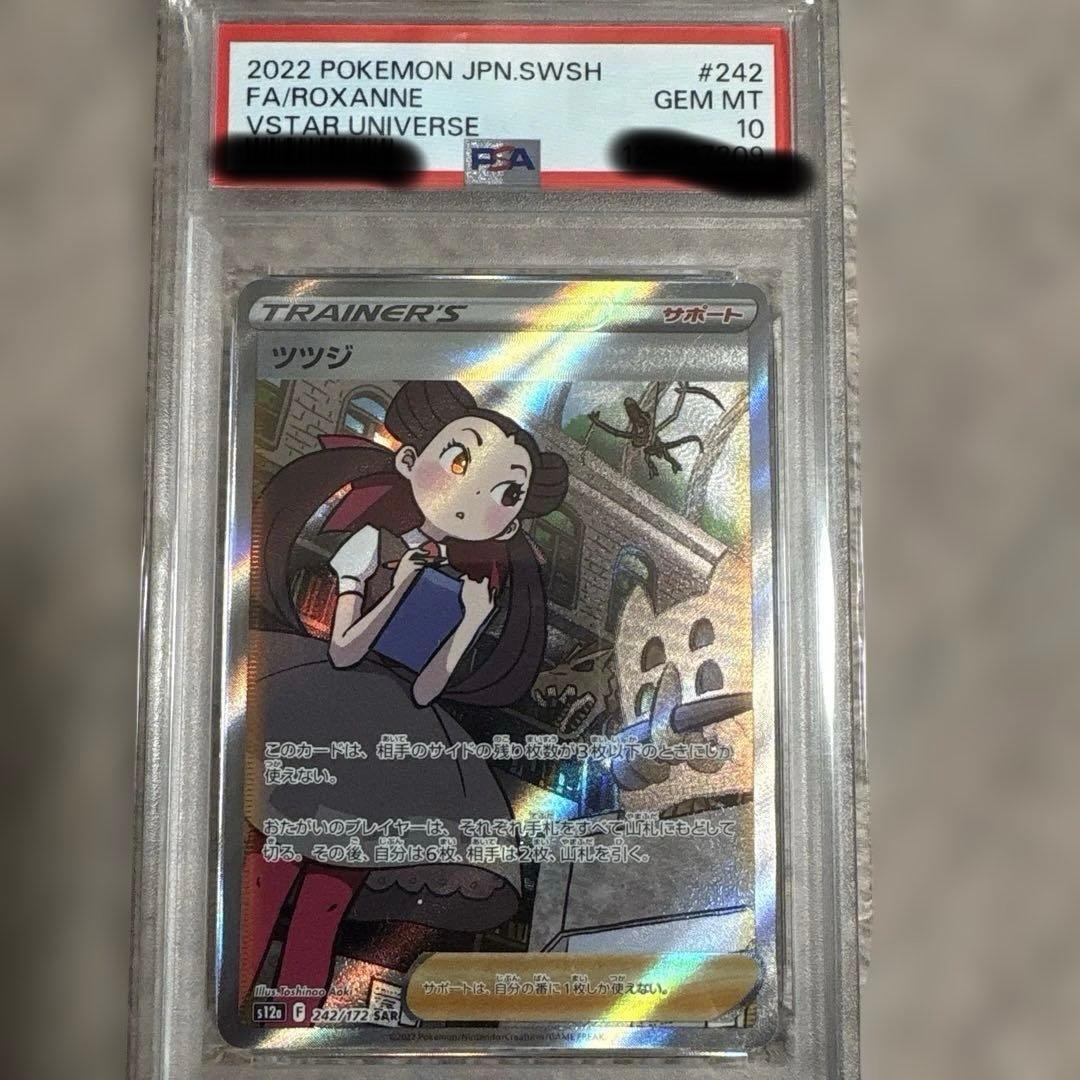 2022 POKEMON JPN.SWSH #242
FA/ROXANNE GEM MT
VSTAR UNIVERSE 10
PSA
TRAINER'S サポート
ツツジ
このカードは、相手のサイドの残り枚数が3枚以下のときにしか
使えない。
おたがいのプレイヤーは、それぞれ手札をすべて山札にもどして
切る。その後、自分は6枚、相手は2枚、山札を引く。
サポートは、自分の番に1枚しか使えない。
Illus. Toshinao Aoki
s12a F 242/172 SAR
©2022 Pokémon/Nintendo/Creatures/GAME FREAK